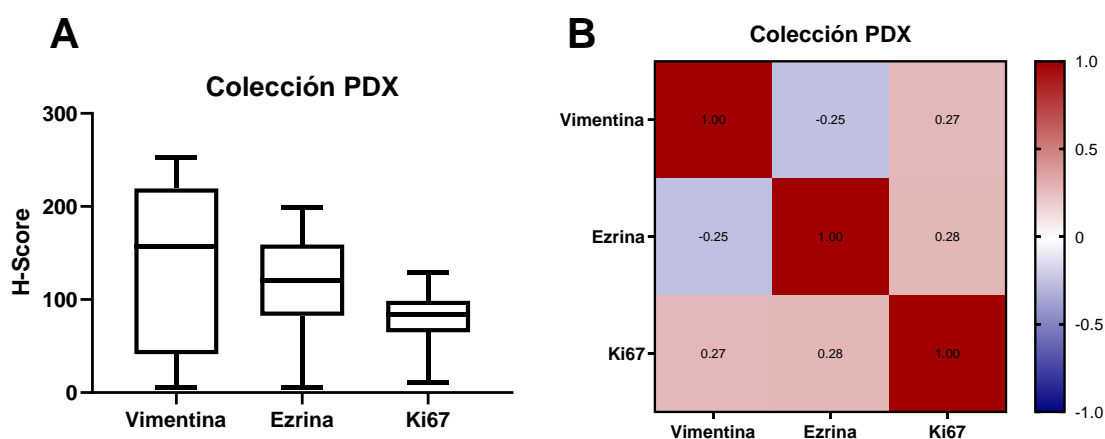 A
Colección PDX
H-Score
300
200
100
0
Vimentina Ezrina Ki67
B
Colección PDX
Vimentina 1.00 -0.25 0.27
Ezrina -0.25 1.00 0.28
Ki67 0.27 0.28 1.00
Vimentina Ezrina Ki67
1.0
0.5
0
-0.5
-1.0